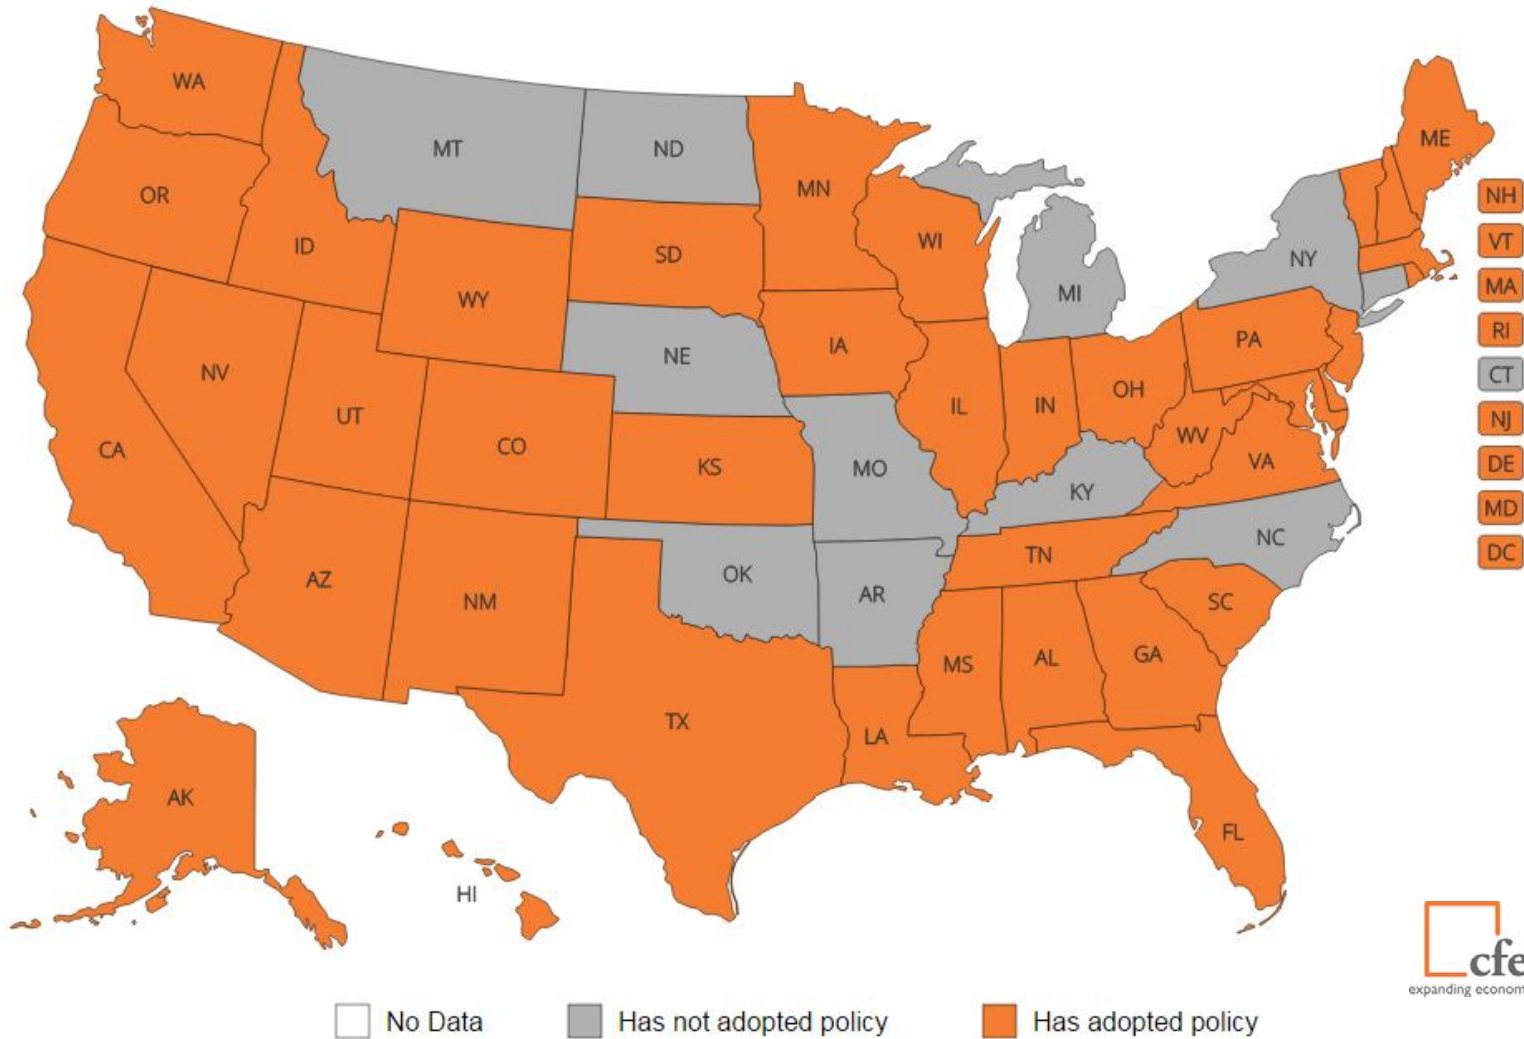 WA
MT
ND
MN
ME
OR
ID
SD
WI
NH
VT
WY
MI
NY
MA
RI
NV
NE
IA
PA
CT
UT
CO
IL
IN
OH
NJ
CA
KS
MO
WV
VA
DE
KY
MD
AZ
NM
OK
AR
TN
NC
DC
SC
MS
AL
GA
TX
LA
AK
HI
FL
cfe
expanding econom
No Data
Has not adopted policy
Has adopted policy